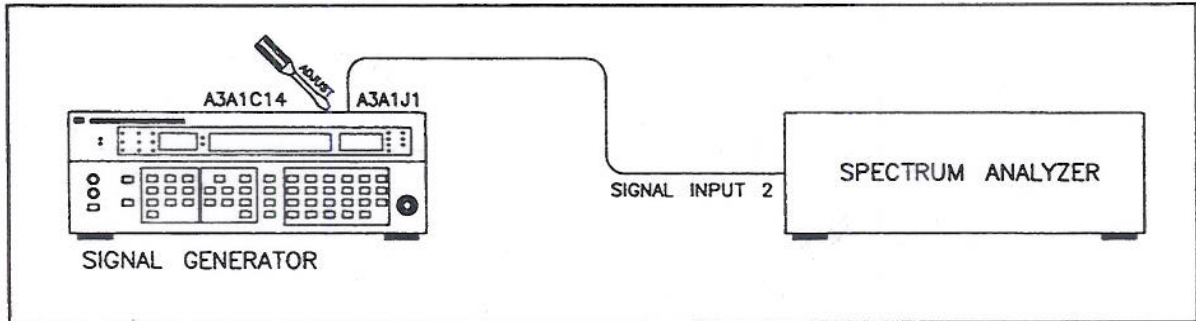 ADJUST
A3A1C14 A3A1J1
SIGNAL INPUT 2
SPECTRUM ANALYZER
SIGNAL GENERATOR